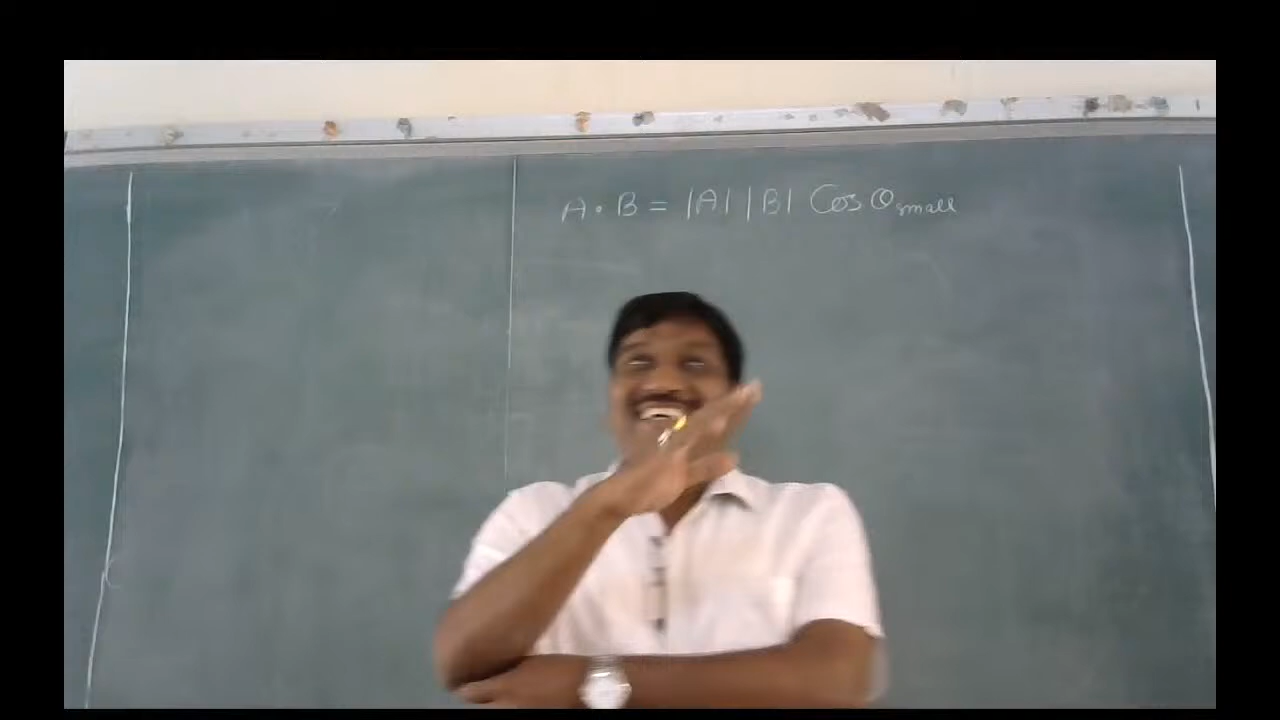 A • B = |A| |B| Cos θsmall